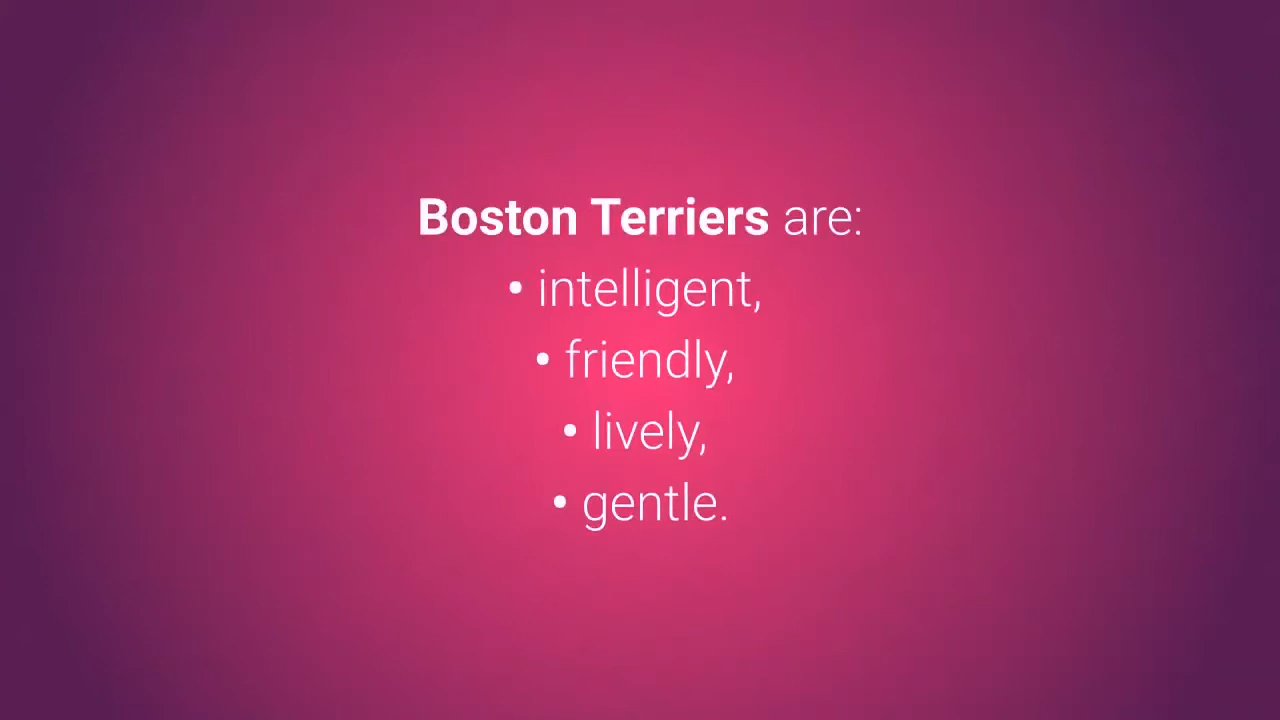 Boston Terriers are:
• intelligent,
• friendly,
• lively,
• gentle.